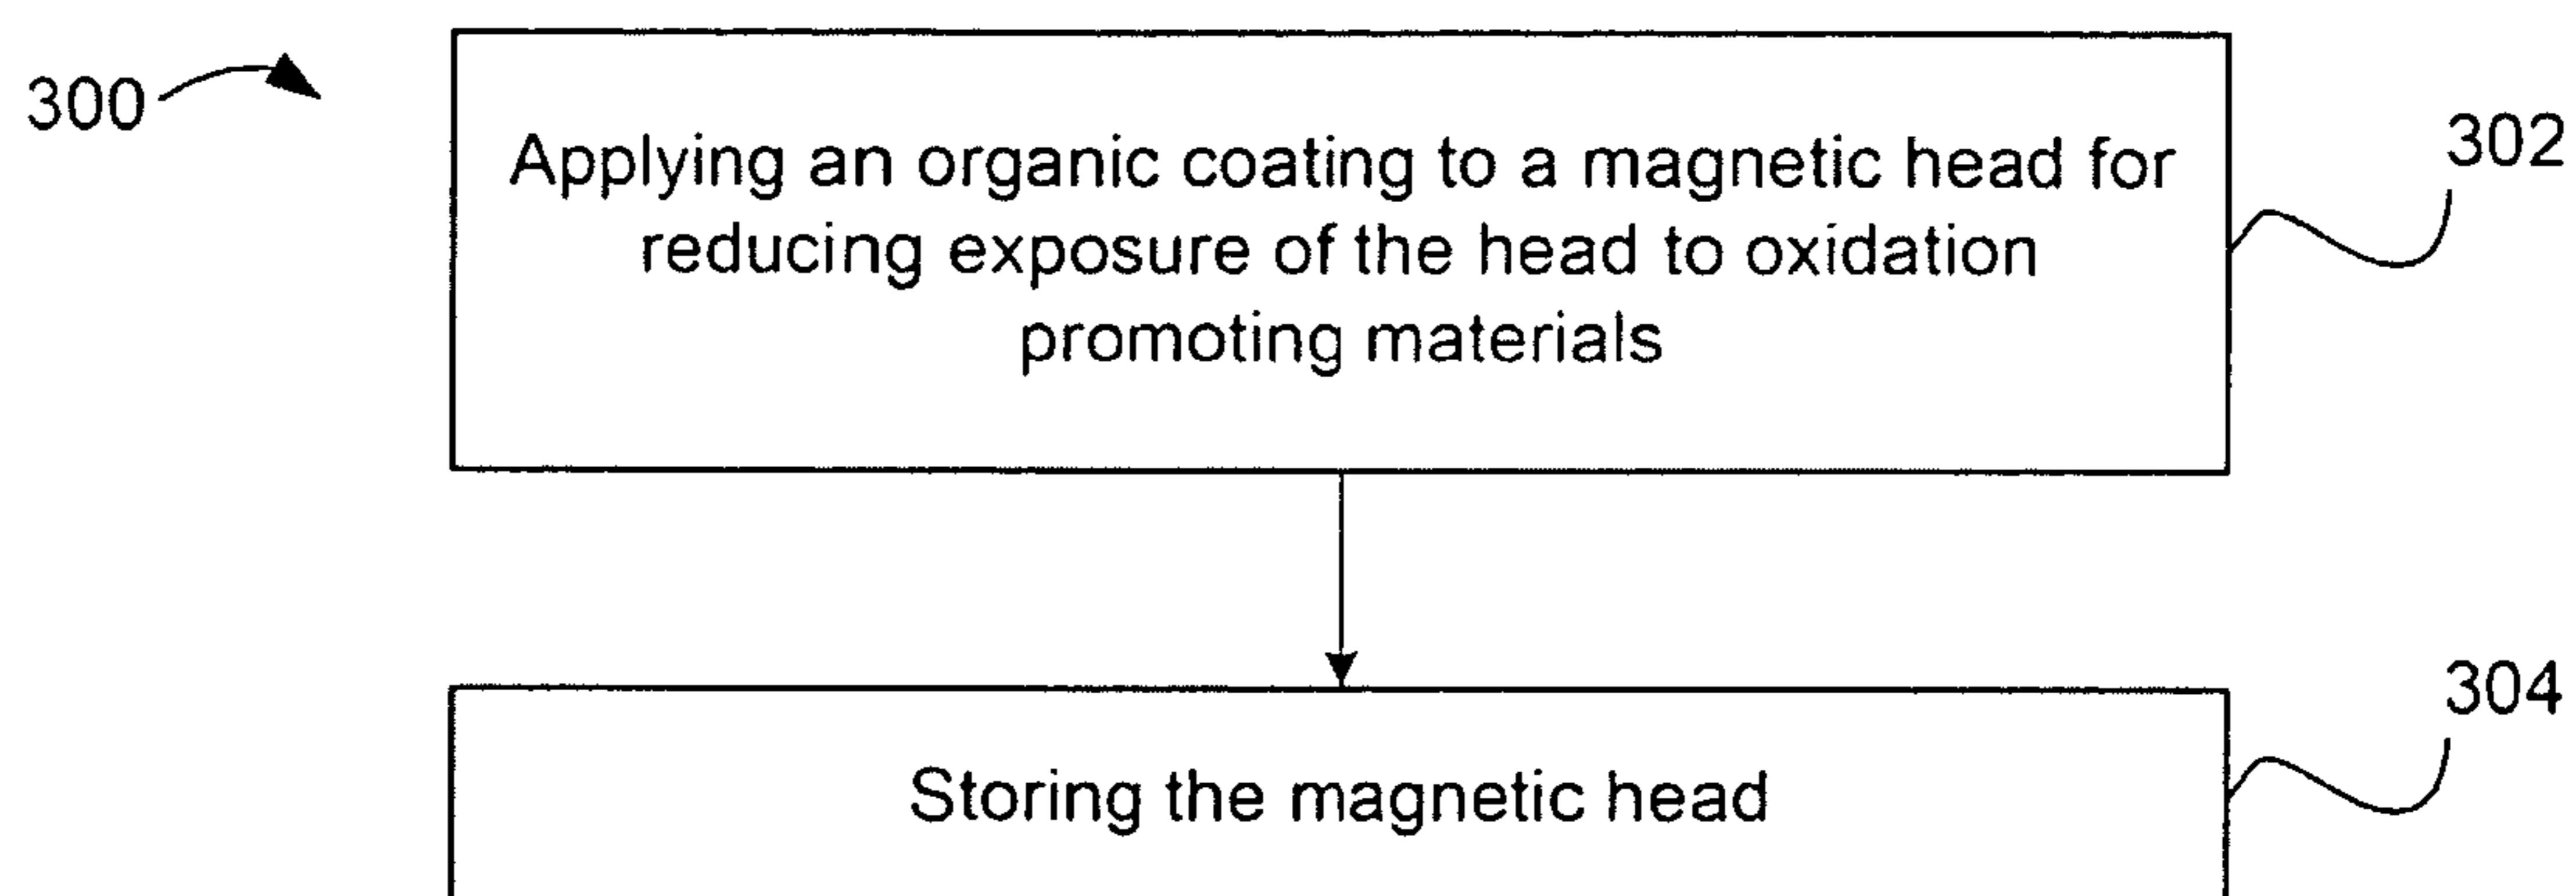 300
Applying an organic coating to a magnetic head for
reducing exposure of the head to oxidation
promoting materials
302
Storing the magnetic head
304